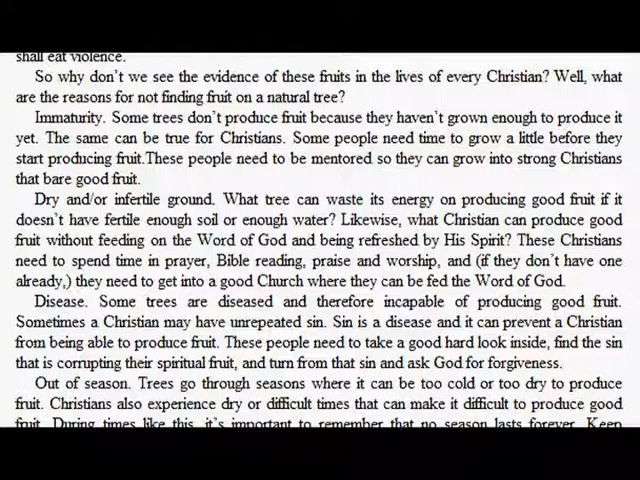 shall eat violence.
So why don't we see the evidence of these fruits in the lives of every Christian? Well, what
are the reasons for not finding fruit on a natural tree?
Immaturity. Some trees don't produce fruit because they haven't grown enough to produce it
yet. The same can be true for Christians. Some people need time to grow a little before they
start producing fruit.These people need to be mentored so they can grow into strong Christians
that bare good fruit.
Dry and/or infertile ground. What tree can waste its energy on producing good fruit if it
doesn't have fertile enough soil or enough water? Likewise, what Christian can produce good
fruit without feeding on the Word of God and being refreshed by His Spirit? These Christians
need to spend time in prayer, Bible reading, praise and worship, and (if they don't have one
already,) they need to get into a good Church where they can be fed the Word of God.
Disease. Some trees are diseased and therefore incapable of producing good fruit.
Sometimes a Christian may have unrepeated sin. Sin is a disease and it can prevent a Christian
from being able to produce fruit. These people need to take a good hard look inside, find the sin
that is corrupting their spiritual fruit, and turn from that sin and ask God for forgiveness.
Out of season. Trees go through seasons where it can be too cold or too dry to produce
fruit. Christians also experience dry or difficult times that can make it difficult to produce good
fruit. During times like this, it's important to remember that no season lasts forever. Keep